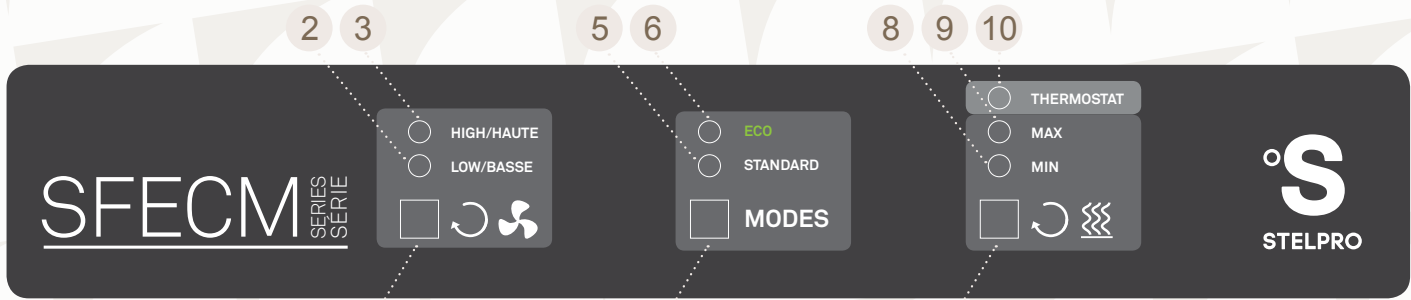 2 3 5 6 8 9 10
HIGH/HAUTE
LOW/BASSE
ECO
STANDARD
MODES
THERMOSTAT
MAX
MIN
SFECM
SERIES
SÉRIE
S
STELPRO